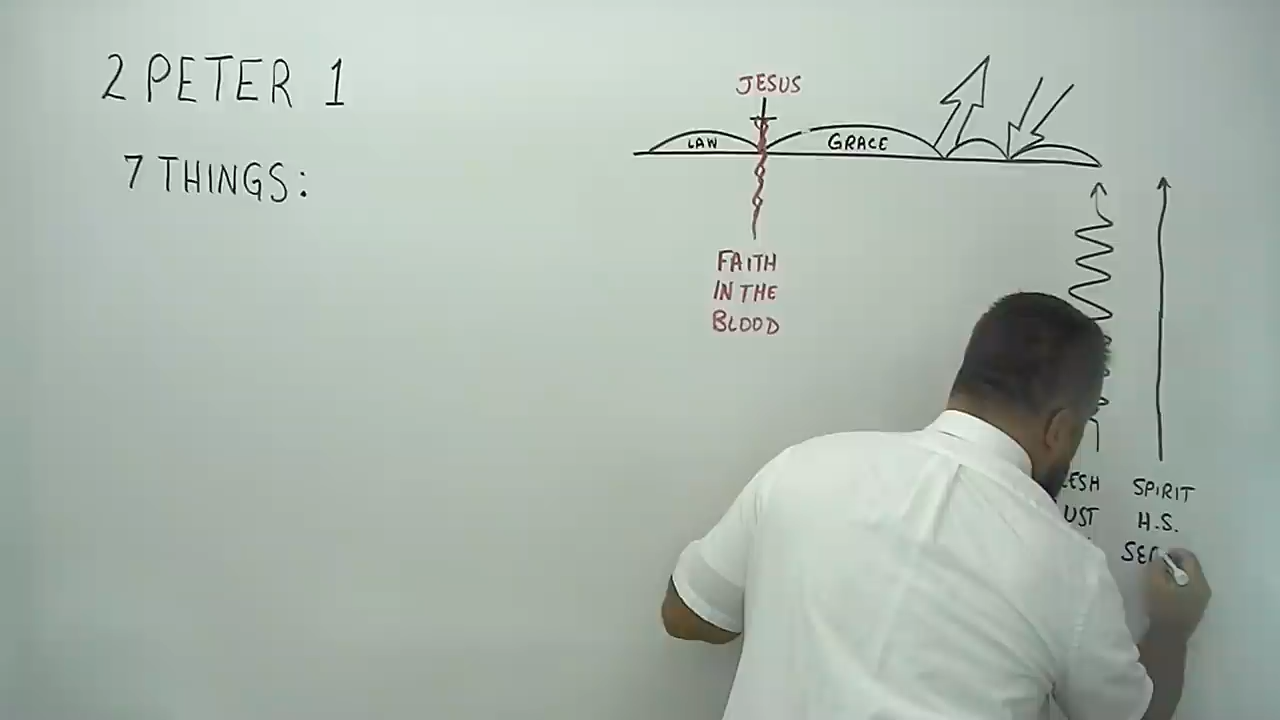 2 PETER 1
7 THINGS:
JESUS
LAW
GRACE
FAITH
IN THE
BLOOD
SPIRIT
H.S.